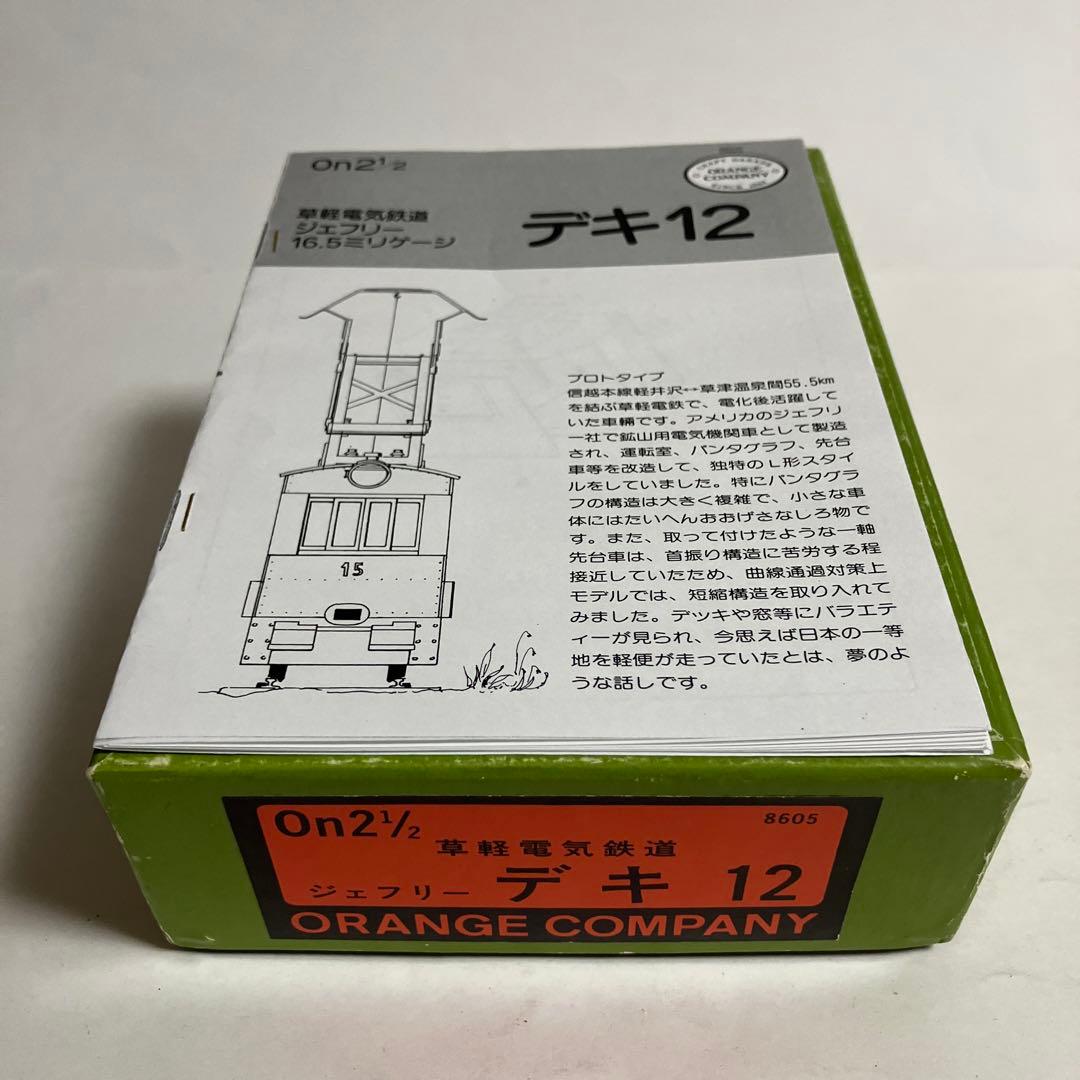 On2½
CRAFT MAKERS
ORANGE
COMPANY
草軽電気鉄道
ジェフリー
16.5ミリゲージ
デキ12
プロトタイプ
信越本線軽井沢↔草津温泉間55.5km
を結ぶ草軽電鉄で、電化後活躍して
いた車輛です。アメリカのジェフリ
ー社で鉱山用電気機関車として製造
され、運転室、パンタグラフ、先台
車等を改造して、独特のL形スタイ
ルをしていました。特にパンタグラ
フの構造は大きく複雑で、小さな車
体にはたいへんおおげさなしろ物で
す。また、取って付けたような一軸
先台車は、首振り構造に苦労する程
接近していたため、曲線通過対策上
モデルでは、短縮構造を取り入れて
みました。デッキや窓等にバラエテ
ィーが見られ、今思えば日本の一等
地を軽便が走っていたとは、夢のよ
うな話しです。
15
On2½
8605
草軽電気鉄道
ジェフリー デキ 12
ORANGE COMPANY